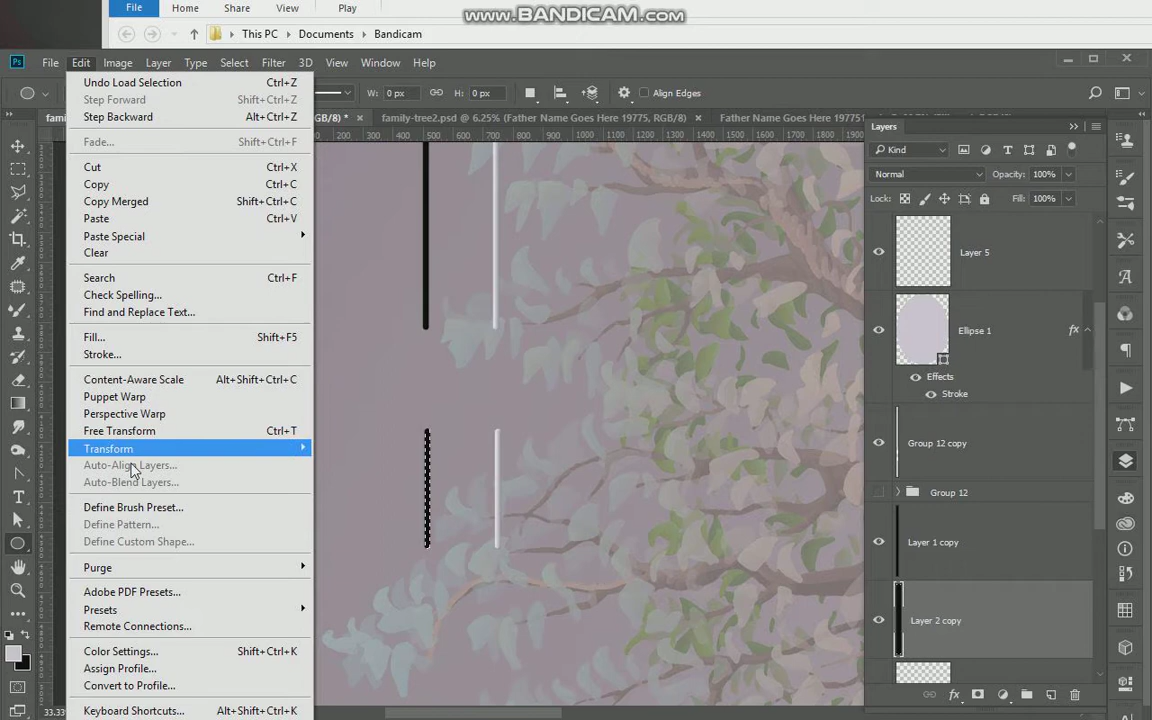 www.BANDICAM.com
File Home Share View Play
This PC Documents Bandicam
Ps File Edit Image Layer Type Select Filter 3D View Window Help
W: 0 px H: 0 px Align Edges
RGB/8) * × family-tree2.psd @ 6.25% (Father Name Goes Here 19775, RGB/8) ×
Undo Load Selection Ctrl+Z
Step Forward Shift+Ctrl+Z
Step Backward Alt+Ctrl+Z
Fade... Shift+Ctrl+F
Cut Ctrl+X
Copy Ctrl+C
Copy Merged Shift+Ctrl+C
Paste Ctrl+V
Paste Special
Clear
Search Ctrl+F
Check Spelling...
Find and Replace Text...
Fill... Shift+F5
Stroke...
Content-Aware Scale Alt+Shift+Ctrl+C
Puppet Warp
Perspective Warp
Free Transform Ctrl+T
Transform
Auto-Align Layers...
Auto-Blend Layers...
Define Brush Preset...
Define Pattern...
Define Custom Shape...
Purge
Adobe PDF Presets...
Presets
Remote Connections...
Color Settings... Shift+Ctrl+K
Assign Profile...
Convert to Profile...
Keyboard Shortcuts... Alt+Shift+Ctrl+K
400 500 600 700 800 900 1000 1100 1200 1300 1400 1500 1600 1700 1800 1900
Layers
Kind
Normal Opacity: 100%
Lock: Fill: 100%
Layer 5
Ellipse 1 fx
Effects
Stroke
Group 12 copy
Group 12
Layer 1 copy
Layer 2 copy